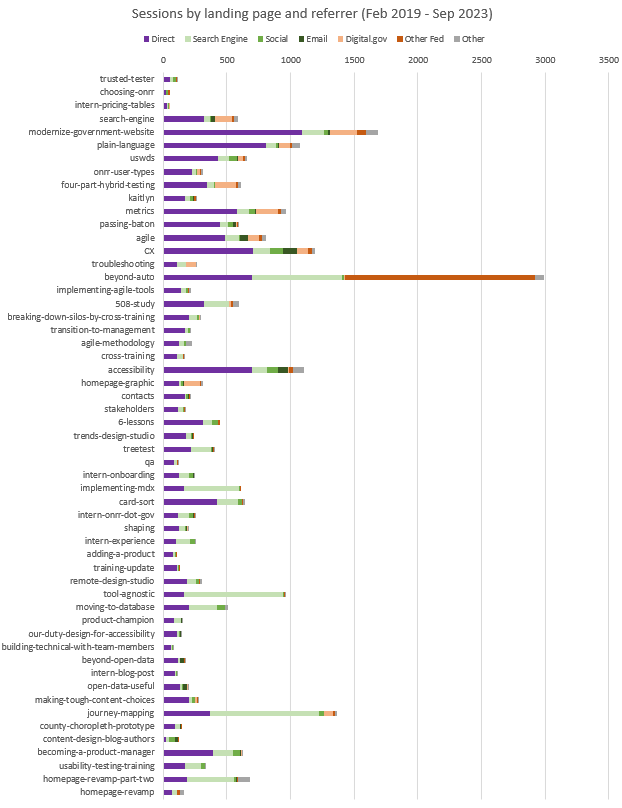 Sessions by landing page and referrer (Feb 2019 - Sep 2023)
Direct Search Engine Social Email Digital.gov Other Fed Other
0 500 1000 1500 2000 2500 3000 3500
trusted-tester
choosing-onrr
intern-pricing-tables
search-engine
modernize-government-website
plain-language
uswds
onrr-user-types
four-part-hybrid-testing
kaitlyn
metrics
passing-baton
agile
CX
troubleshooting
beyond-auto
implementing-agile-tools
508-study
breaking-down-silos-by-cross-training
transition-to-management
agile-methodology
cross-training
accessibility
homepage-graphic
contacts
stakeholders
6-lessons
trends-design-studio
treetest
qa
intern-onboarding
implementing-mdx
card-sort
intern-onrr-dot-gov
shaping
intern-experience
adding-a-product
training-update
remote-design-studio
tool-agnostic
moving-to-database
product-champion
our-duty-design-for-accessibility
building-technical-with-team-members
beyond-open-data
intern-blog-post
open-data-useful
making-tough-content-choices
journey-mapping
county-choropleth-prototype
content-design-blog-authors
becoming-a-product-manager
usability-testing-training
homepage-revamp-part-two
homepage-revamp